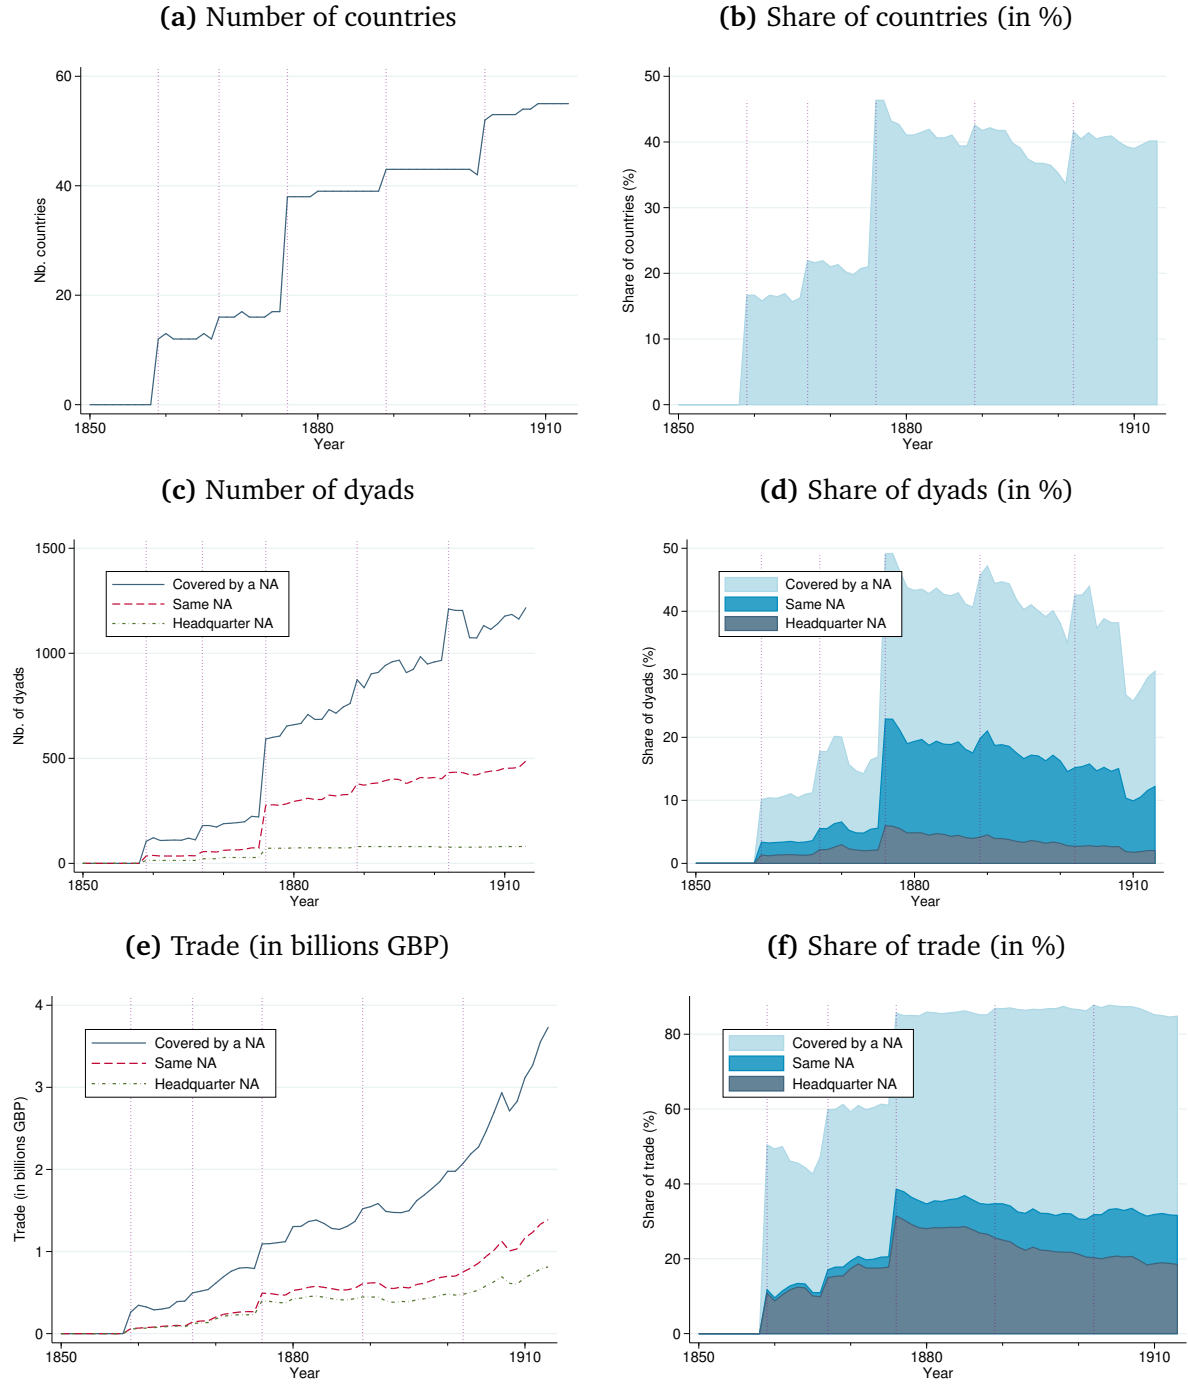 (a) Number of countries
(b) Share of countries (in %)
60
40
20
0
Nb. countries
1850
1880
1910
Year
50
40
30
20
10
0
Share of countries (%)
1850
1880
1910
Year
(c) Number of dyads
(d) Share of dyads (in %)
1500
1000
500
0
Nb. of dyads
Covered by a NA
Same NA
Headquarter NA
1850
1880
1910
Year
50
40
30
20
10
0
Share of dyads (%)
Covered by a NA
Same NA
Headquarter NA
1850
1880
1910
Year
(e) Trade (in billions GBP)
(f) Share of trade (in %)
4
3
2
1
0
Trade (in billions GBP)
Covered by a NA
Same NA
Headquarter NA
1850
1880
1910
Year
80
60
40
20
0
Share of trade (%)
Covered by a NA
Same NA
Headquarter NA
1850
1880
1910
Year